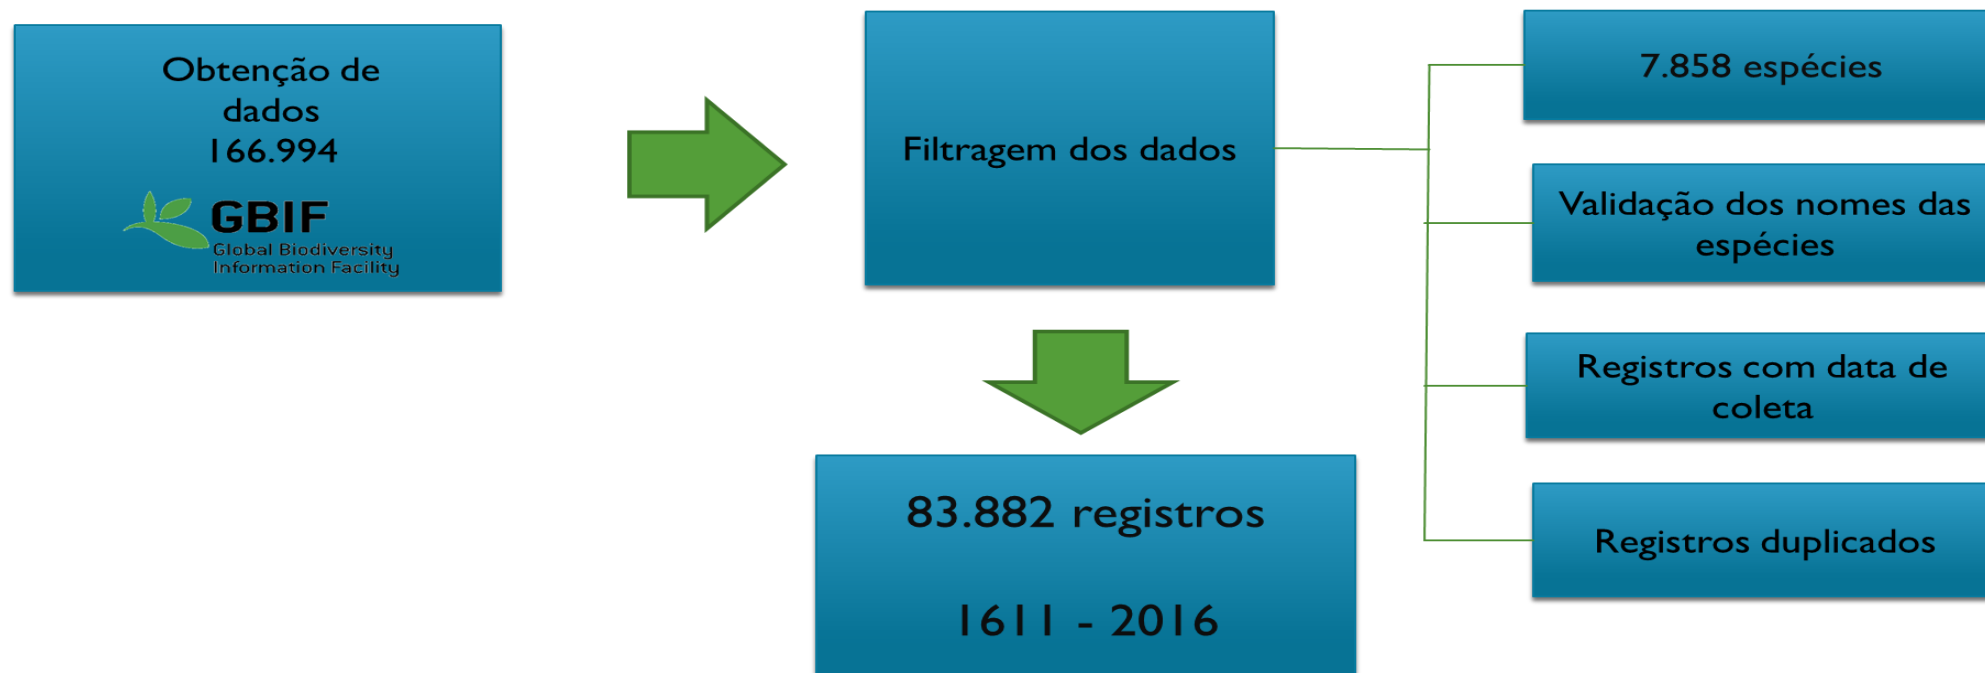 Obtenção de
dados
166.994
GBIF
Global Biodiversity
Information Facility
Filtragem dos dados
7.858 espécies
Validação dos nomes das
espécies
Registros com data de
coleta
Registros duplicados
83.882 registros
1611 - 2016